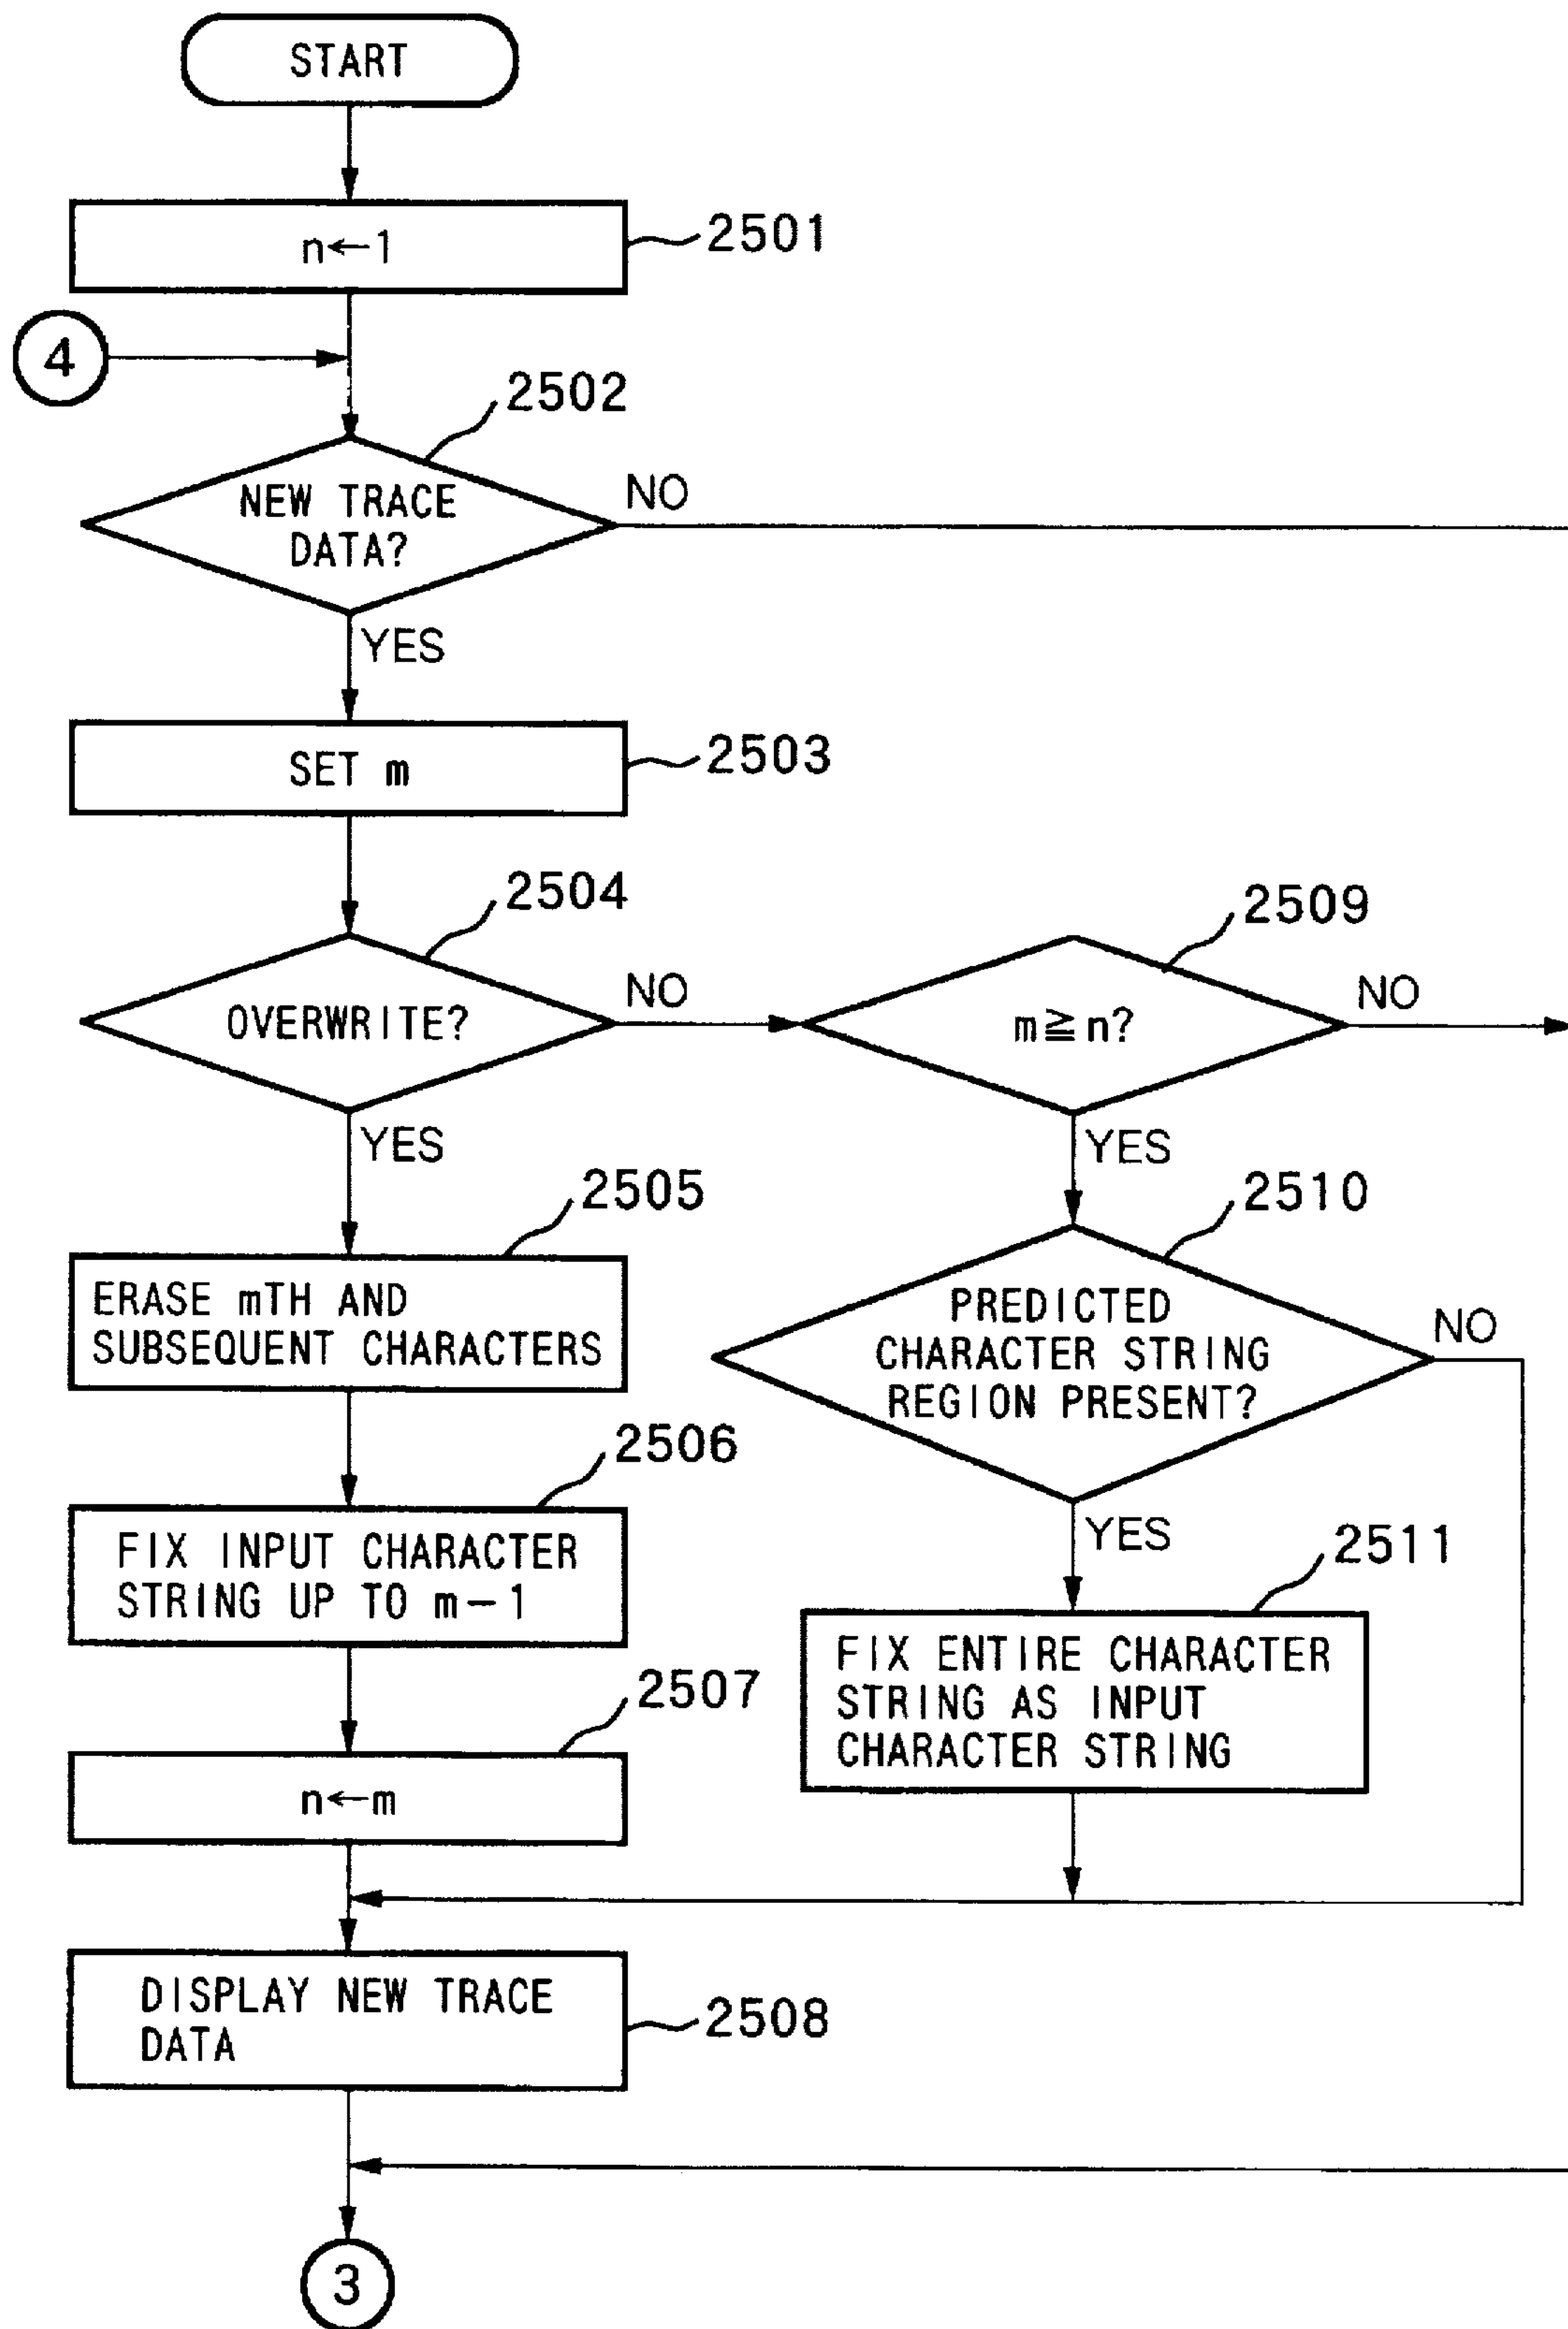 START
n←1
2501
4
2502
NEW TRACE
DATA?
NO
YES
SET m
2503
2504
OVERWRITE?
NO
YES
2509
m≧n?
NO
YES
2505
ERASE mTH AND
SUBSEQUENT CHARACTERS
2510
PREDICTED
CHARACTER STRING
REGION PRESENT?
NO
YES
2506
FIX INPUT CHARACTER
STRING UP TO m-1
2511
FIX ENTIRE CHARACTER
STRING AS INPUT
CHARACTER STRING
2507
n←m
DISPLAY NEW TRACE
DATA
2508
3